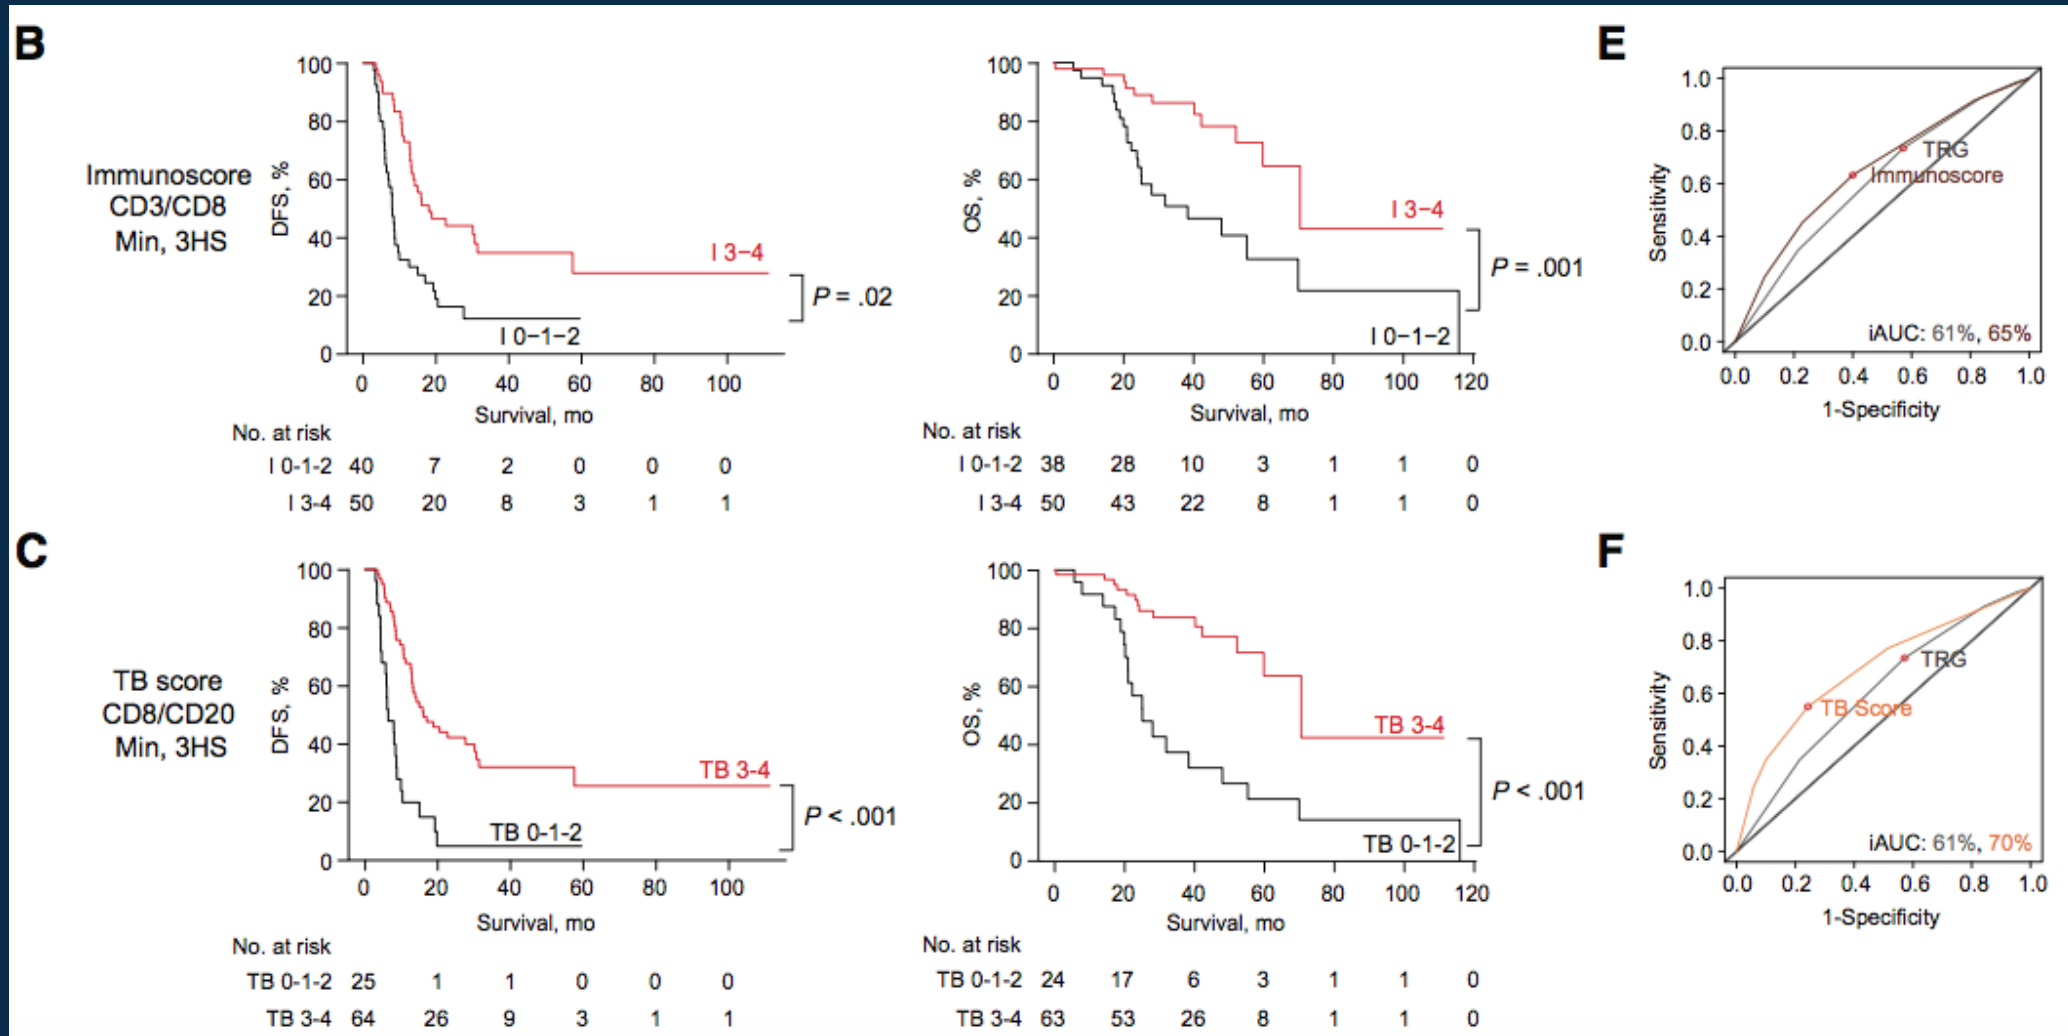 B
Immunoscore
CD3/CD8
Min, 3HS
DFS, %
100
80
60
40
20
0
I 3–4
I 0–1–2
P = .02
0 20 40 60 80 100
Survival, mo
No. at risk
I 0-1-2 40 7 2 0 0 0
I 3-4 50 20 8 3 1 1
OS, %
100
80
60
40
20
0
I 3–4
I 0–1–2
P = .001
0 20 40 60 80 100 120
Survival, mo
No. at risk
I 0-1-2 38 28 10 3 1 1 0
I 3-4 50 43 22 8 1 1 0
E
Sensitivity
1.0
0.8
0.6
0.4
0.2
0.0
TRG
Immunoscore
iAUC: 61%, 65%
0.0 0.2 0.4 0.6 0.8 1.0
1-Specificity
C
TB score
CD8/CD20
Min, 3HS
DFS, %
100
80
60
40
20
0
TB 3-4
TB 0-1-2
P < .001
0 20 40 60 80 100
Survival, mo
No. at risk
TB 0-1-2 25 1 1 0 0 0
TB 3-4 64 26 9 3 1 1
OS, %
100
80
60
40
20
0
TB 3-4
TB 0-1-2
P < .001
0 20 40 60 80 100 120
Survival, mo
No. at risk
TB 0-1-2 24 17 6 3 1 1 0
TB 3-4 63 53 26 8 1 1 0
F
Sensitivity
1.0
0.8
0.6
0.4
0.2
0.0
TRG
TB Score
iAUC: 61%, 70%
0.0 0.2 0.4 0.6 0.8 1.0
1-Specificity